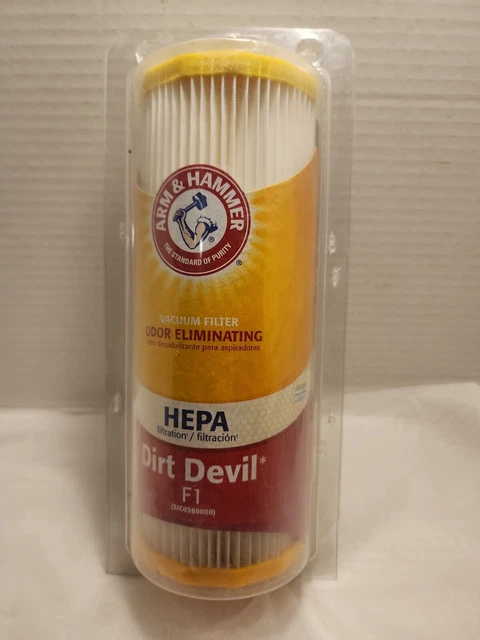 ARM & HAMMER
THE STANDARD OF PURITY
®
®
VACUUM FILTER
ODOR ELIMINATING
desodorizante para aspiradoras
HEPA
filtration† / filtración†
Dirt Devil*
F1